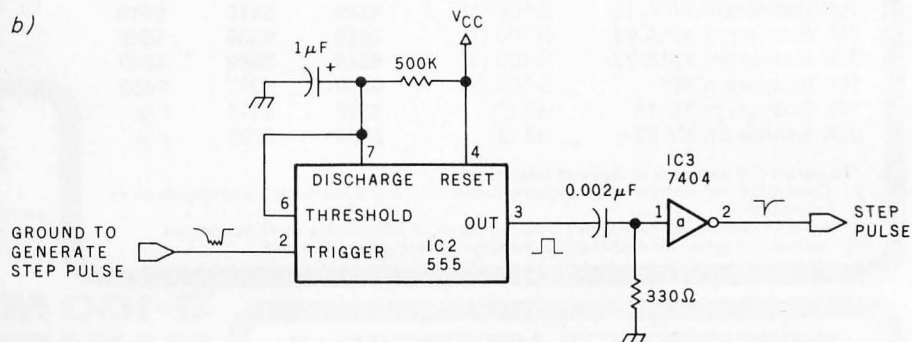 b)
VCC
1µF
+
500K
7
4
IC3
7404
DISCHARGE RESET
0.002µF
6
THRESHOLD
3
1
a
2
OUT
STEP
PULSE
GROUND TO
GENERATE
STEP PULSE
2
TRIGGER
IC2
555
330Ω